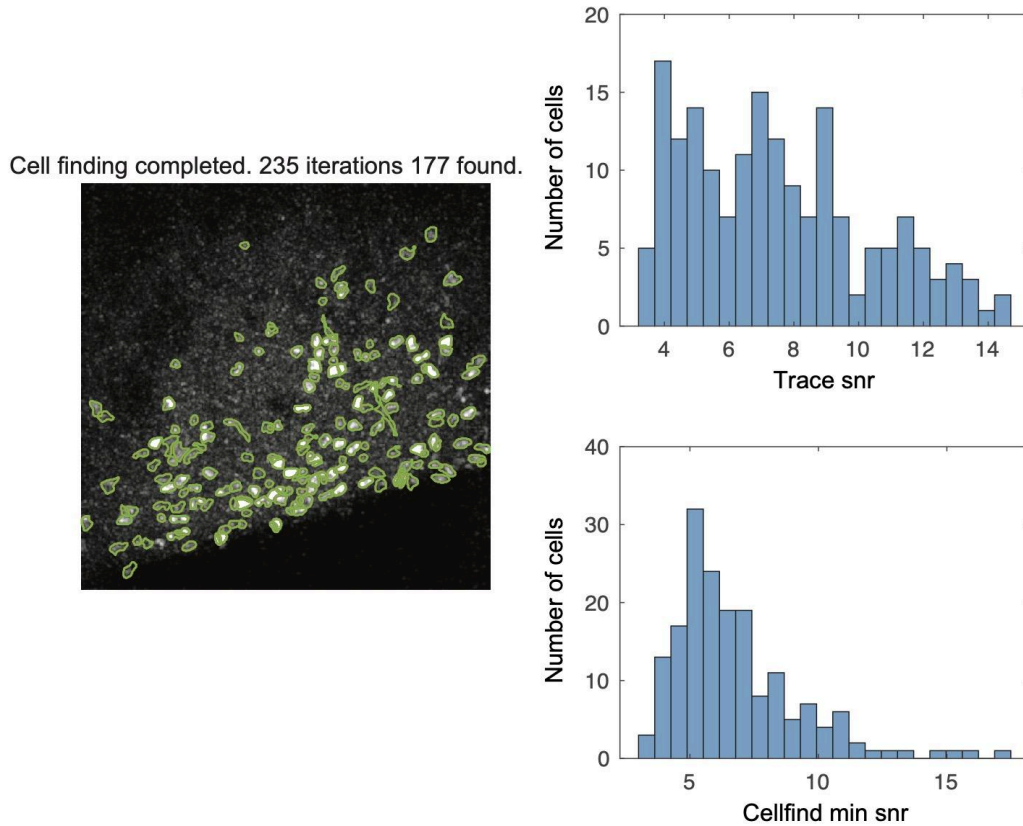 Cell finding completed. 235 iterations 177 found.
20
15
10
5
0
Number of cells
4 6 8 10 12 14
Trace snr
40
30
20
10
0
Number of cells
5 10 15
Cellfind min snr